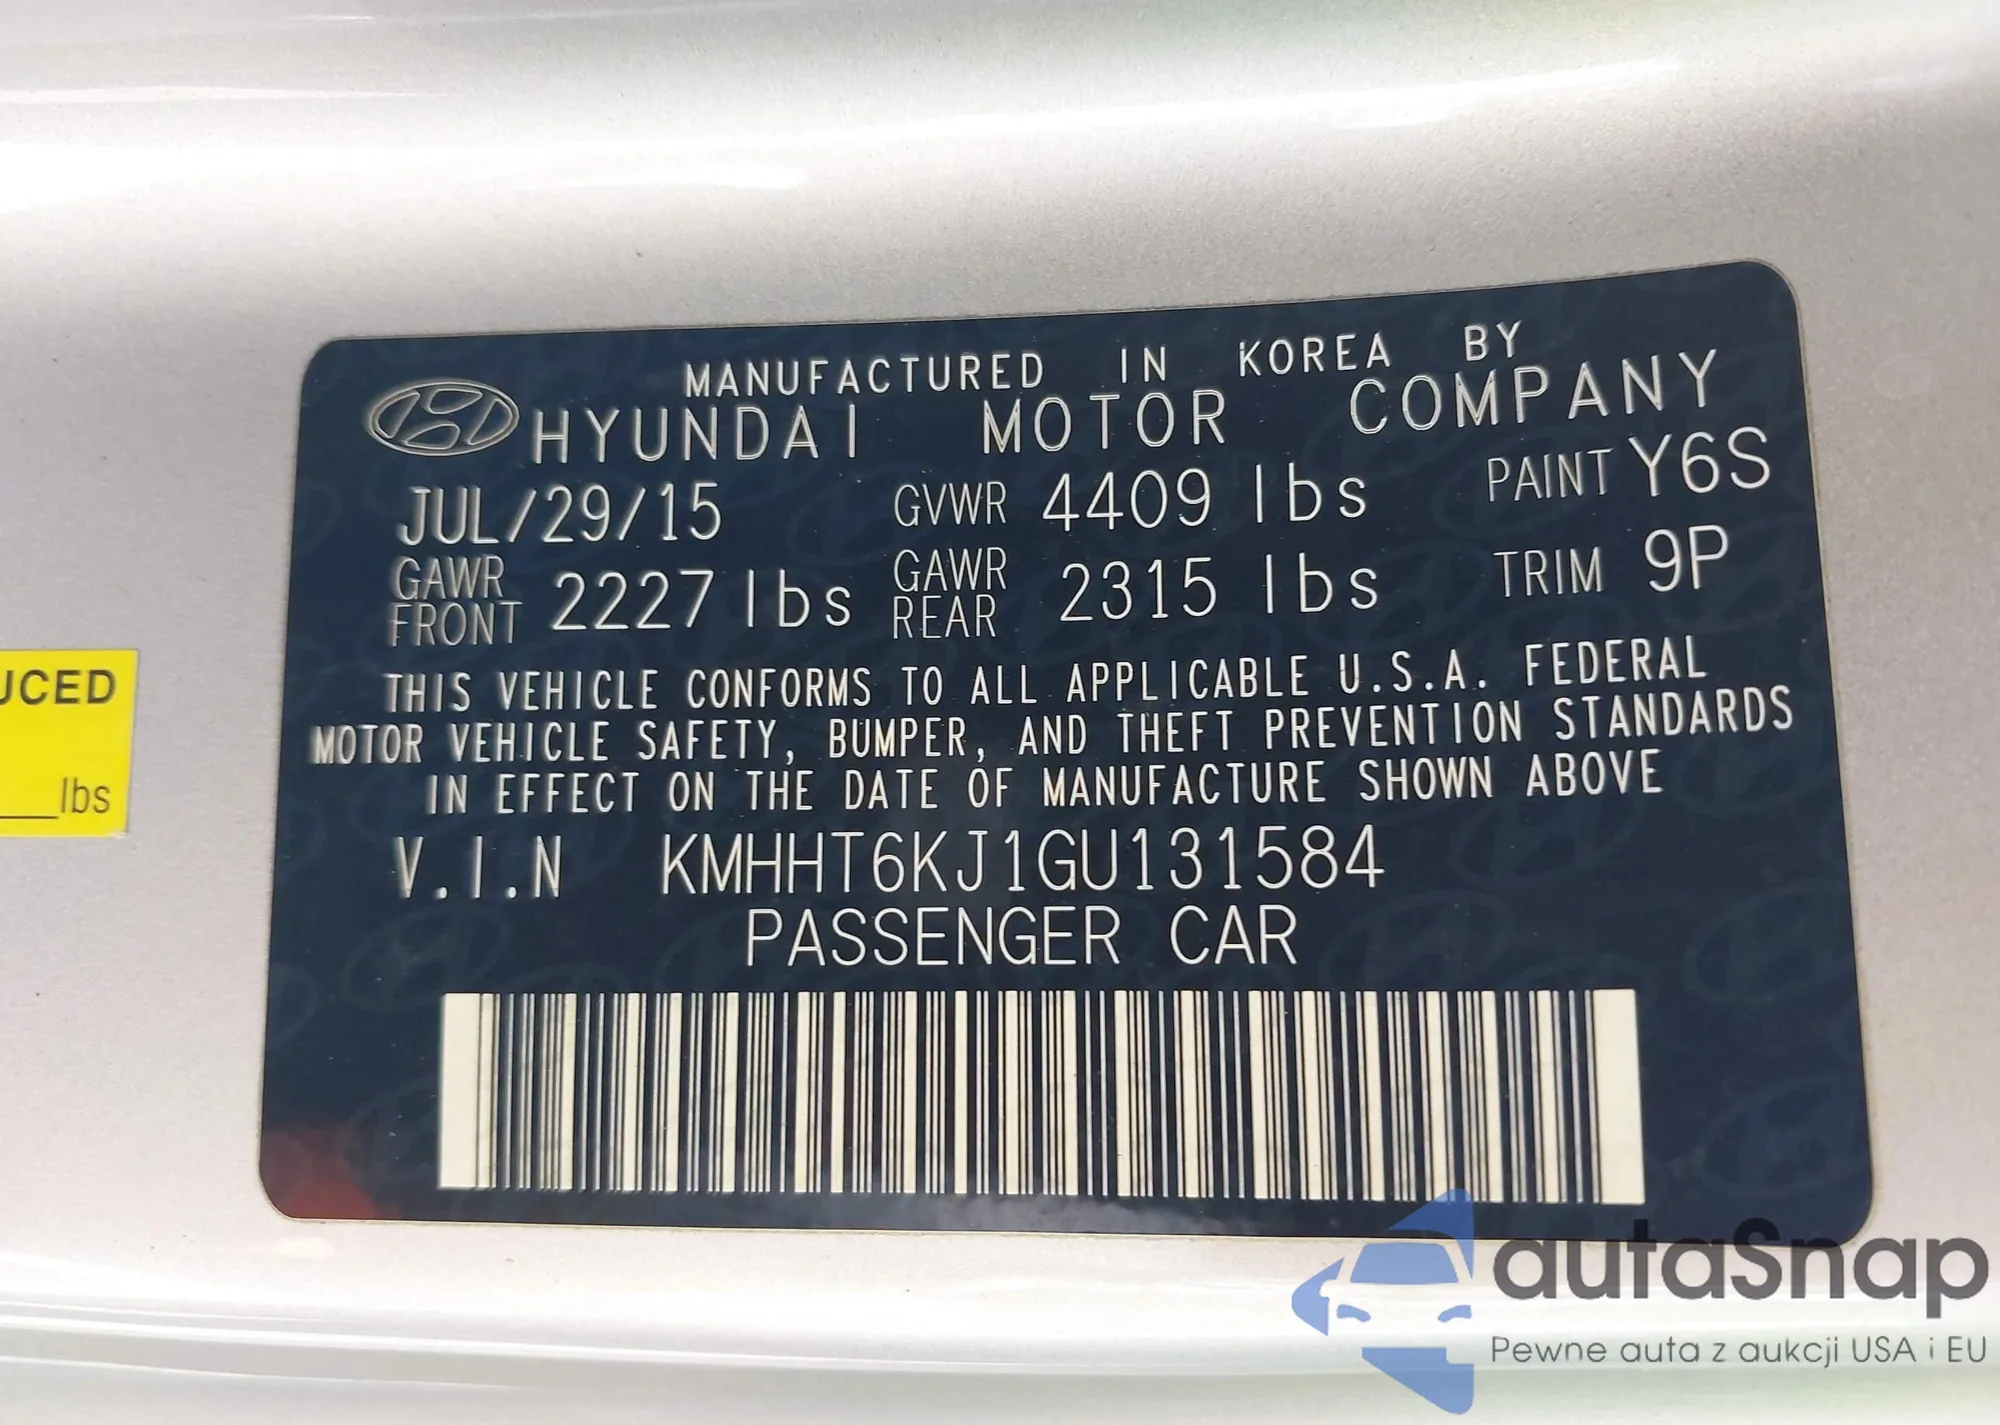 MANUFACTURED IN KOREA BY
HYUNDAI MOTOR COMPANY
JUL/29/15 GVWR 4409 lbs PAINT Y6S
GAWR FRONT 2227 lbs GAWR REAR 2315 lbs TRIM 9P
THIS VEHICLE CONFORMS TO ALL APPLICABLE U.S.A. FEDERAL
MOTOR VEHICLE SAFETY, BUMPER, AND THEFT PREVENTION STANDARDS
IN EFFECT ON THE DATE OF MANUFACTURE SHOWN ABOVE
V.I.N KMHHT6KJ1GU131584
PASSENGER CAR
UCED
lbs
autaSnap
Pewne auta z aukcji USA i EU